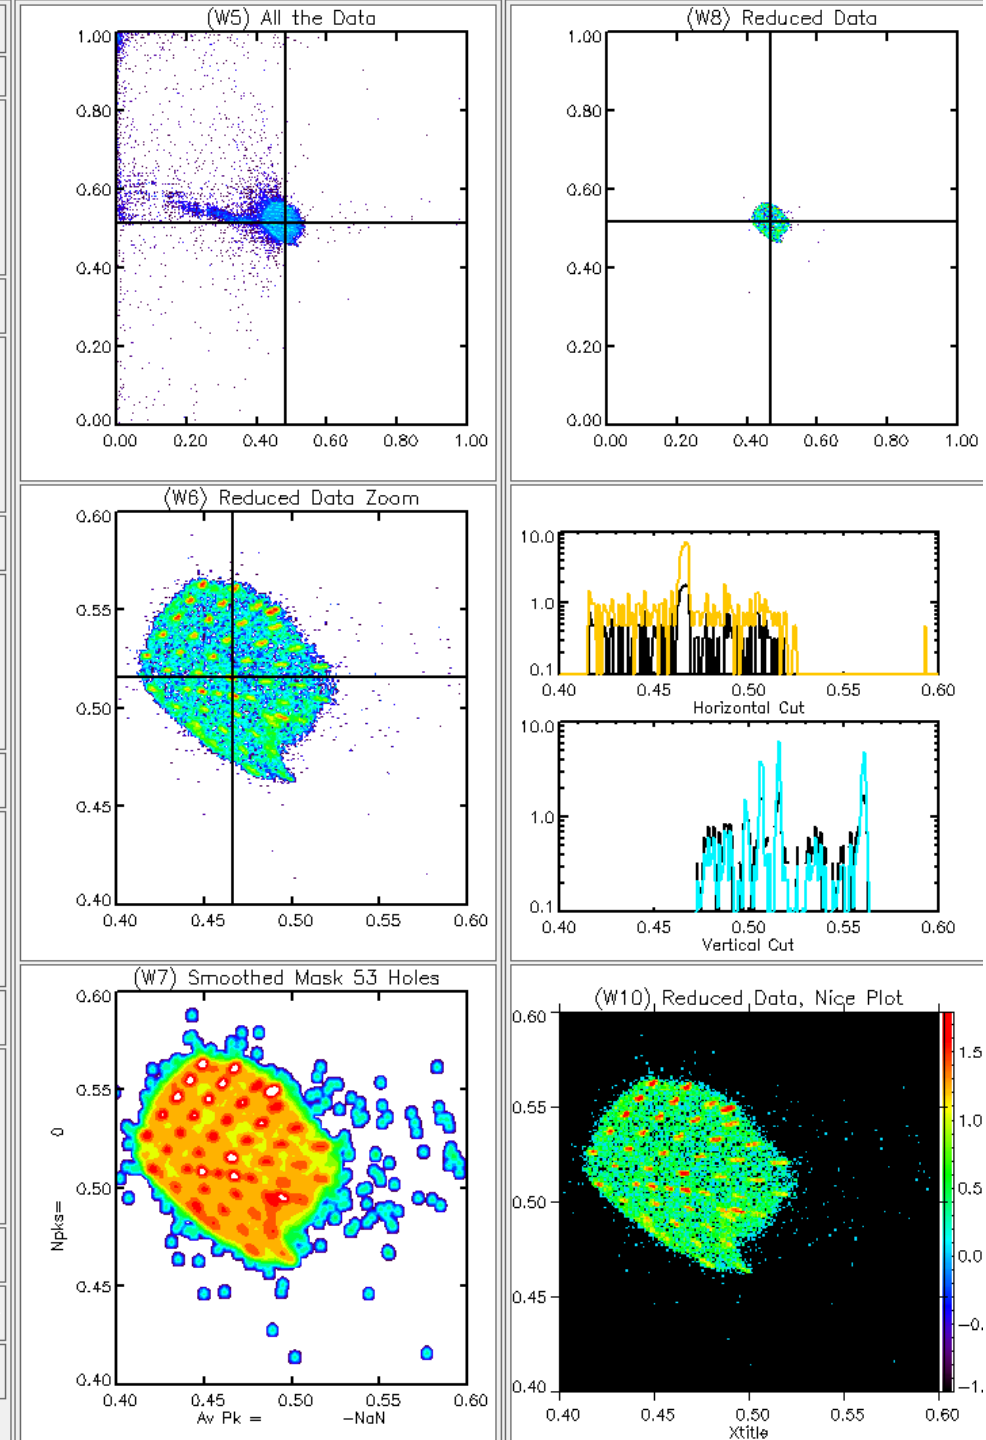 (W5) All the Data
1.00
0.80
0.60
0.40
0.20
0.00
0.00 0.20 0.40 0.60 0.80 1.00
(W8) Reduced Data
1.00
0.80
0.60
0.40
0.20
0.00
0.00 0.20 0.40 0.60 0.80 1.00
(W6) Reduced Data Zoom
0.60
0.55
0.50
0.45
0.40
0.40 0.45 0.50 0.55 0.60
10.0
1.0
0.1
0.40 0.45 0.50 0.55 0.60
Horizontal Cut
10.0
1.0
0.1
0.40 0.45 0.50 0.55 0.60
Vertical Cut
(W7) Smoothed Mask 53 Holes
0.60
0.55
0.50
0.45
0.40
Npks= 0
0.40 0.45 0.50 0.55 0.60
Av Pk = -NaN
(W10) Reduced Data, Nice Plot
0.60
0.55
0.50
0.45
0.40
0.40 0.45 0.50 0.55 0.60
Xtitle
1.5
1.0
0.5
0.0
-0.
-1.